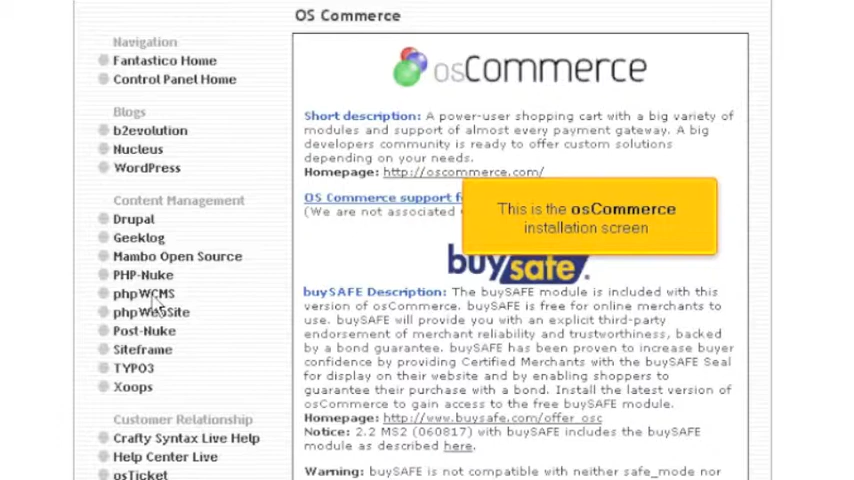 OS Commerce
Navigation
Fantastico Home
Control Panel Home
Blogs
b2evolution
Nucleus
WordPress
Content Management
Drupal
Geeklog
Mambo Open Source
PHP-Nuke
phpWCMS
phpWebSite
Post-Nuke
Siteframe
TYPO3
Xoops
Customer Relationship
Crafty Syntax Live Help
Help Center Live
osTicket
osCommerce
Short description: A power-user shopping cart with a big variety of
modules and support of almost every payment gateway. A big
developers community is ready to offer custom solutions
depending on your needs.
Homepage: http://oscommerce.com/
OS Commerce support
(We are not associated
This is the osCommerce
installation screen
buysafe
buySAFE Description: The buySAFE module is included with this
version of osCommerce. buySAFE is free for online merchants to
use. buySAFE will provide you with an explicit third-party
endorsement of merchant reliability and trustworthiness, backed
by a bond guarantee. buySAFE has been proven to increase buyer
confidence by providing Certified Merchants with the buySAFE Seal
for display on their website and by enabling shoppers to
guarantee their purchase with a bond. Install the latest version of
osCommerce to gain access to the free buySAFE module.
Homepage: http://www.buysafe.com/offer_osc
Notice: 2.2 MS2 (060817) with buySAFE includes the buySAFE
module as described here.
Warning: buySAFE is not compatible with neither safe_mode nor